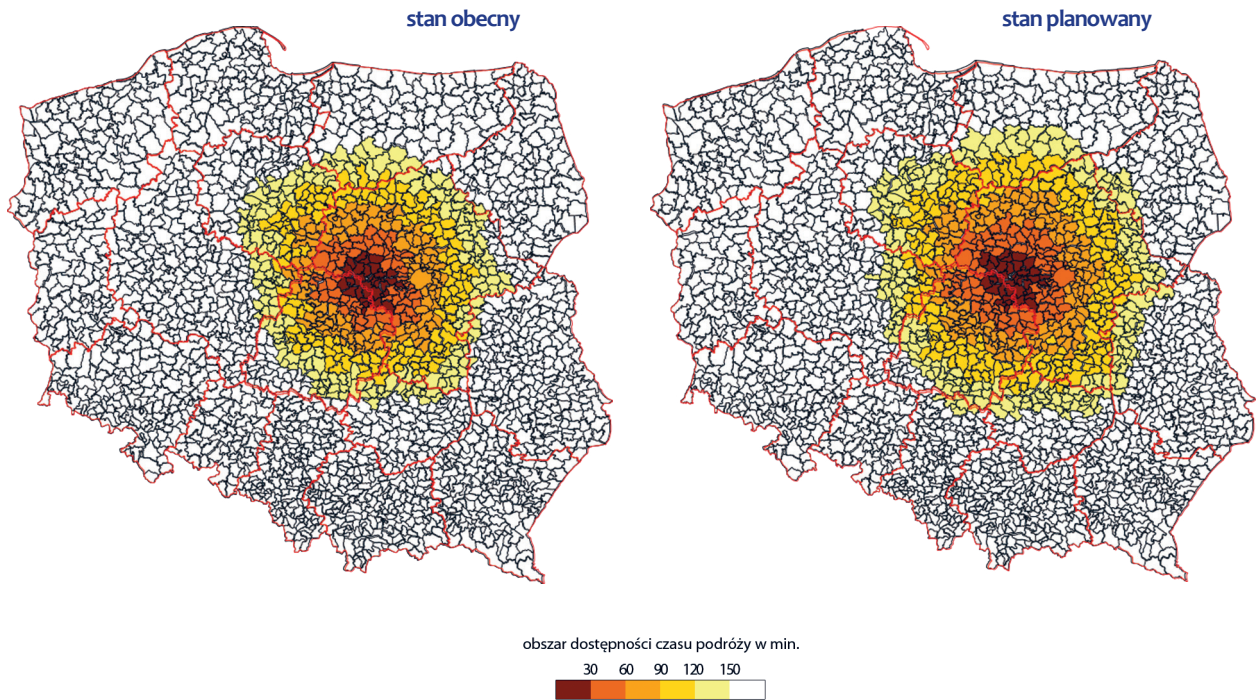 stan obecny
stan planowany
obszar dostępności czasu podróży w min.
30 60 90 120 150